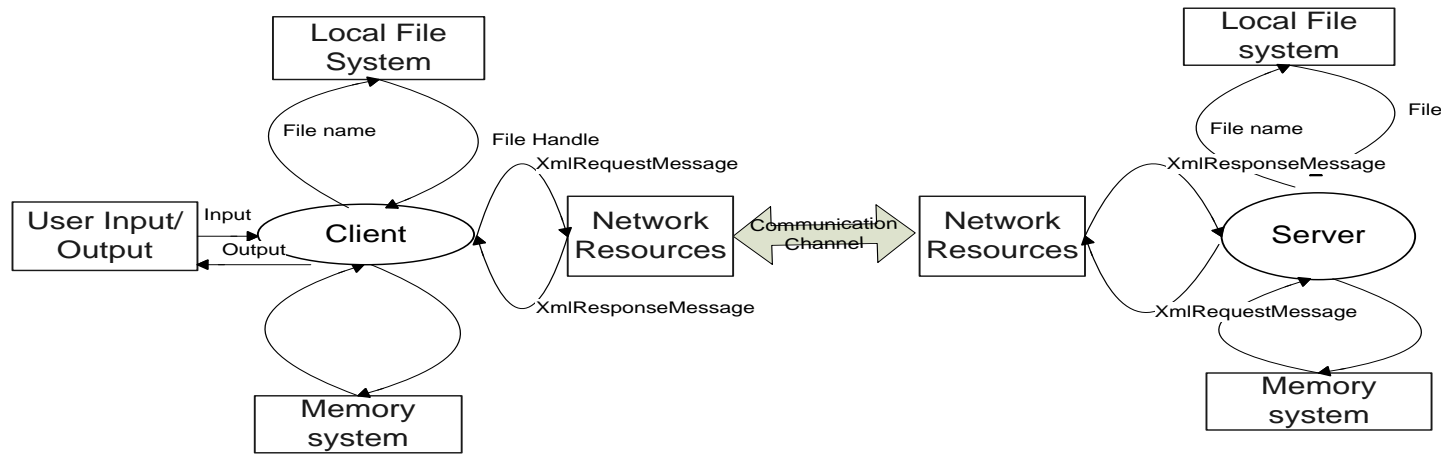 Local File
System
Local File
system
File name
File Handle
File name
File
XmlRequestMessage
XmlResponseMessage
User Input/
Output
Input
Output
Client
Network
Resources
Communication
Channel
Network
Resources
Server
XmlResponseMessage
XmlRequestMessage
Memory
system
Memory
system